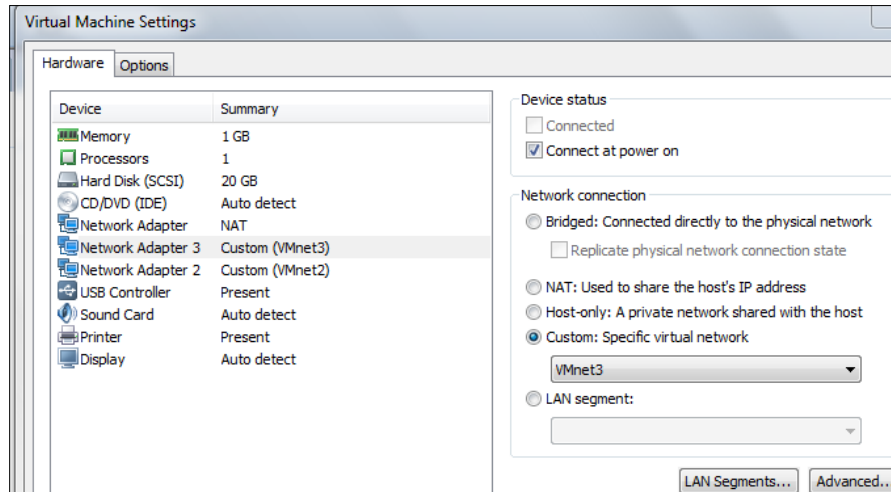 Virtual Machine Settings
Hardware Options
Device Summary
Memory 1 GB
Processors 1
Hard Disk (SCSI) 20 GB
CD/DVD (IDE) Auto detect
Network Adapter NAT
Network Adapter 3 Custom (VMnet3)
Network Adapter 2 Custom (VMnet2)
USB Controller Present
Sound Card Auto detect
Printer Present
Display Auto detect
Device status
Connected
Connect at power on
Network connection
Bridged: Connected directly to the physical network
Replicate physical network connection state
NAT: Used to share the host's IP address
Host-only: A private network shared with the host
Custom: Specific virtual network
VMnet3
LAN segment:
LAN Segments... Advanced..